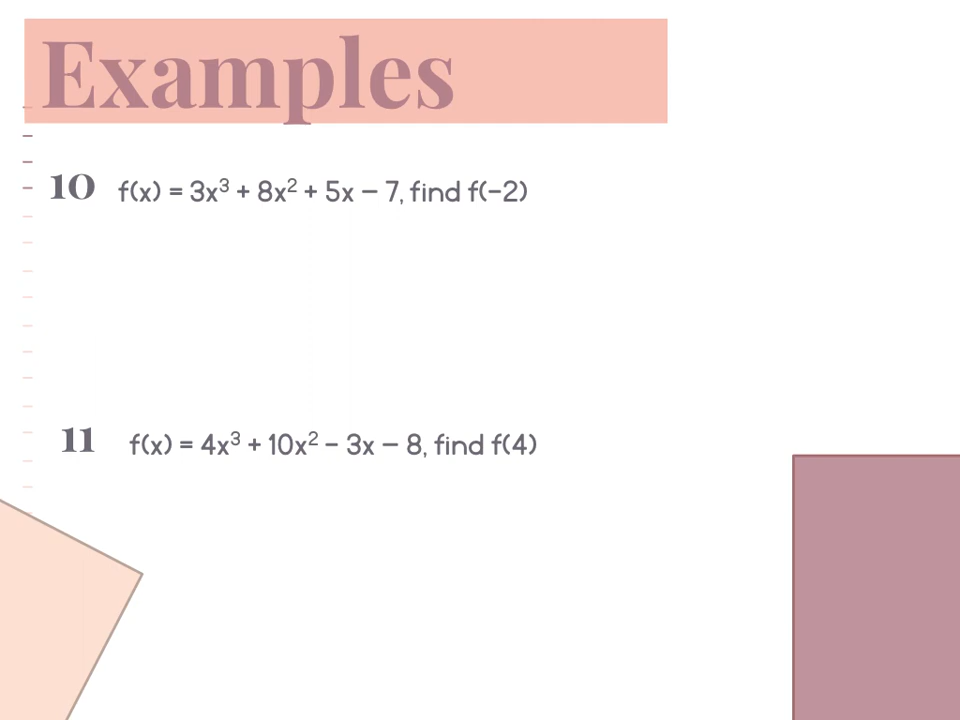 Examples
10 f(x) = 3x³ + 8x² + 5x – 7, find f(-2)
11 f(x) = 4x³ + 10x² - 3x – 8, find f(4)